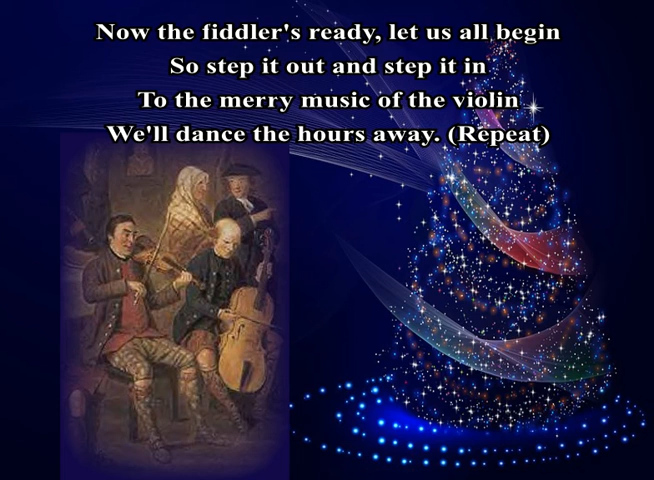 Now the fiddler's ready, let us all begin
So step it out and step it in
To the merry music of the violin
We'll dance the hours away. (Repeat)